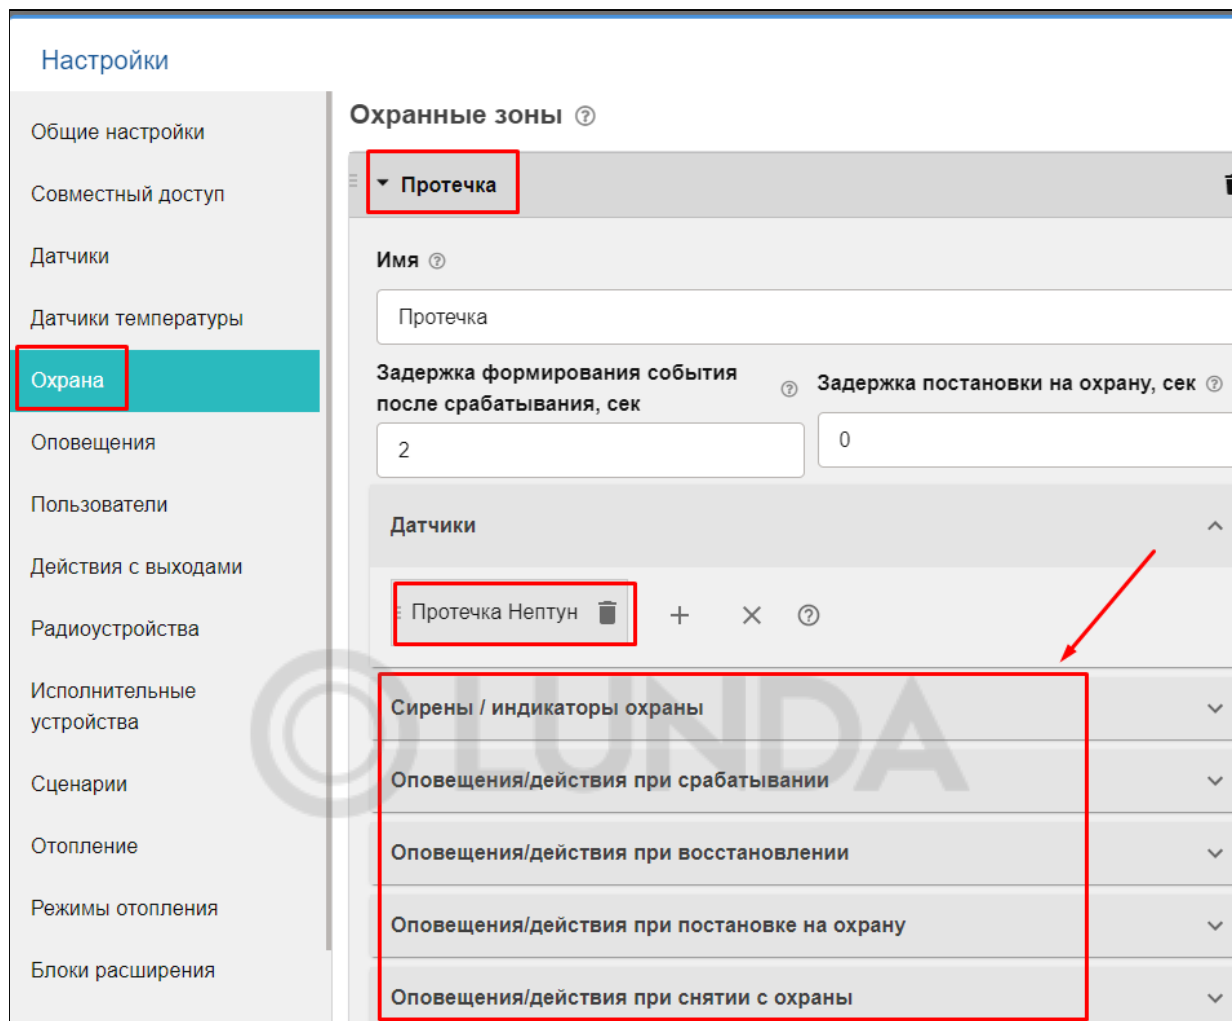 Настройки
Общие настройки
Совместный доступ
Датчики
Датчики температуры
Охрана
Оповещения
Пользователи
Действия с выходами
Радиоустройства
Исполнительные
устройства
Сценарии
Отопление
Режимы отопления
Блоки расширения
Охранные зоны
Протечка
Имя
Протечка
Задержка формирования события
после срабатывания, сек
2
Задержка постановки на охрану, сек
0
Датчики
Протечка Нептун
Сирены / индикаторы охраны
Оповещения/действия при срабатывании
Оповещения/действия при восстановлении
Оповещения/действия при постановке на охрану
Оповещения/действия при снятии с охраны
LUNDA